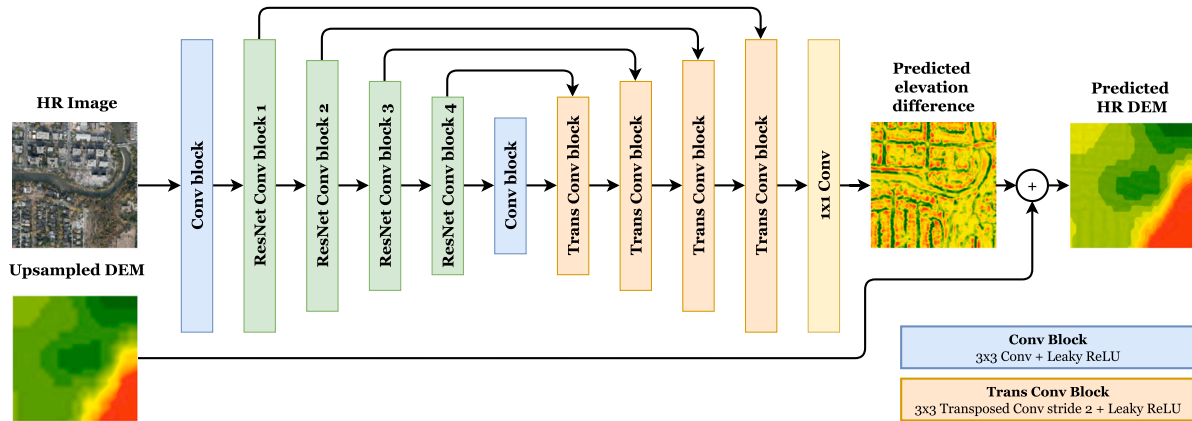 HR Image
Upsampled DEM
Conv block
ResNet Conv block 1
ResNet Conv block 2
ResNet Conv block 3
ResNet Conv block 4
Conv block
Trans Conv block
Trans Conv block
Trans Conv block
Trans Conv block
1x1 Conv
Predicted
elevation
difference
+
Predicted
HR DEM
Conv Block
3x3 Conv + Leaky ReLU
Trans Conv Block
3x3 Transposed Conv stride 2 + Leaky ReLU